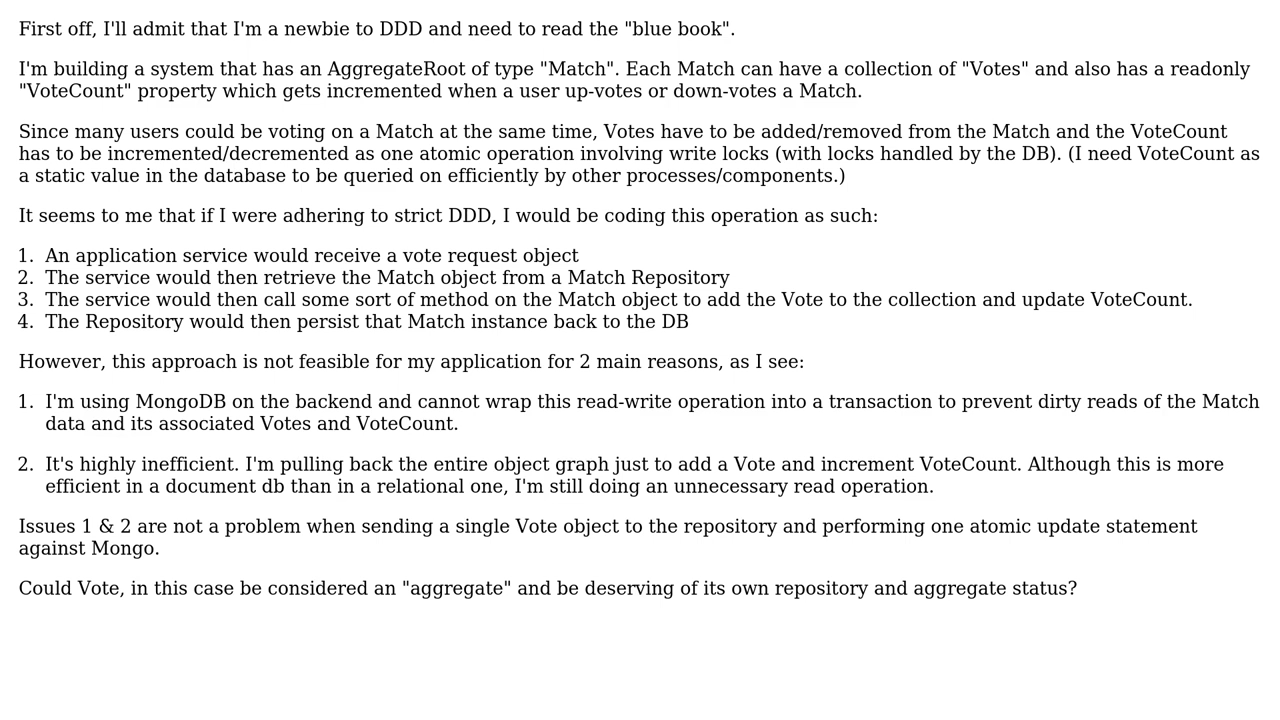 First off, I'll admit that I'm a newbie to DDD and need to read the "blue book".
I'm building a system that has an AggregateRoot of type "Match". Each Match can have a collection of "Votes" and also has a readonly
"VoteCount" property which gets incremented when a user up-votes or down-votes a Match.
Since many users could be voting on a Match at the same time, Votes have to be added/removed from the Match and the VoteCount
has to be incremented/decremented as one atomic operation involving write locks (with locks handled by the DB). (I need VoteCount as
a static value in the database to be queried on efficiently by other processes/components.)
It seems to me that if I were adhering to strict DDD, I would be coding this operation as such:
1. An application service would receive a vote request object
2. The service would then retrieve the Match object from a Match Repository
3. The service would then call some sort of method on the Match object to add the Vote to the collection and update VoteCount.
4. The Repository would then persist that Match instance back to the DB
However, this approach is not feasible for my application for 2 main reasons, as I see:
1. I'm using MongoDB on the backend and cannot wrap this read-write operation into a transaction to prevent dirty reads of the Match
data and its associated Votes and VoteCount.
2. It's highly inefficient. I'm pulling back the entire object graph just to add a Vote and increment VoteCount. Although this is more
efficient in a document db than in a relational one, I'm still doing an unnecessary read operation.
Issues 1 & 2 are not a problem when sending a single Vote object to the repository and performing one atomic update statement
against Mongo.
Could Vote, in this case be considered an "aggregate" and be deserving of its own repository and aggregate status?